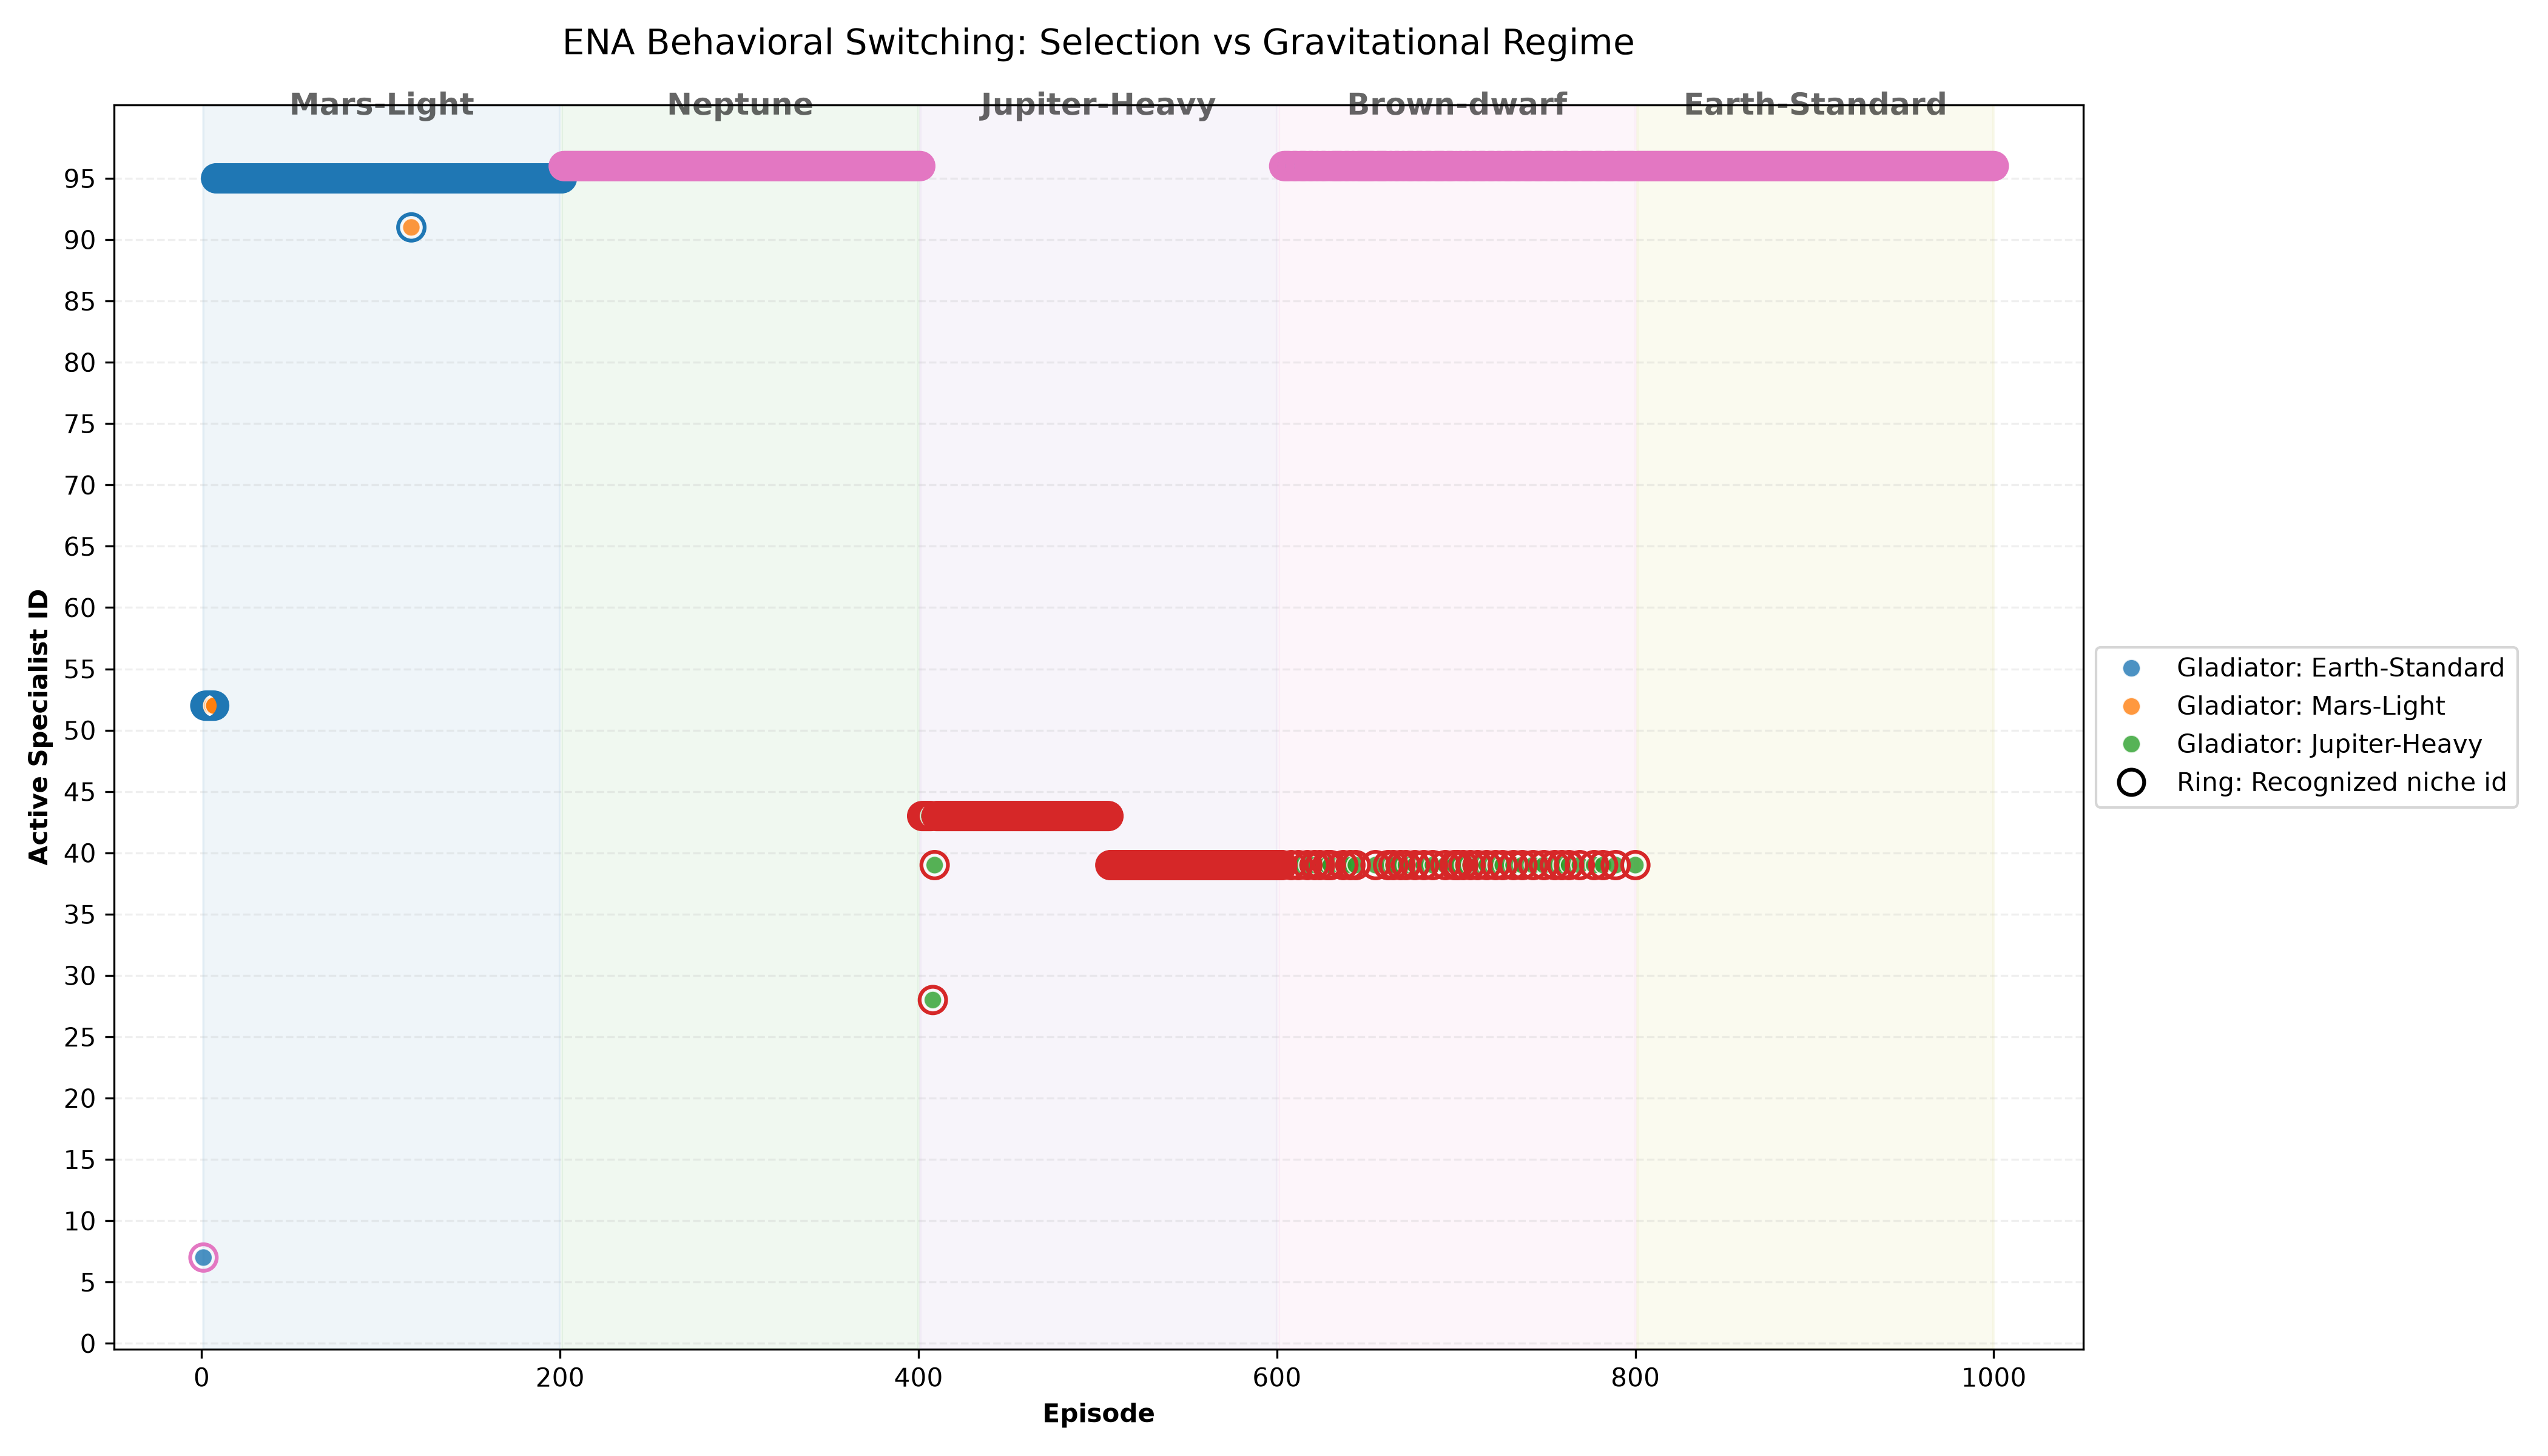 ENA Behavioral Switching: Selection vs Gravitational Regime
Mars-Light Neptune Jupiter-Heavy Brown-dwarf Earth-Standard
Active Specialist ID
95
90
85
80
75
70
65
60
55
50
45
40
35
30
25
20
15
10
5
0
0 200 400 600 800 1000
Episode
Gladiator: Earth-Standard
Gladiator: Mars-Light
Gladiator: Jupiter-Heavy
Ring: Recognized niche id